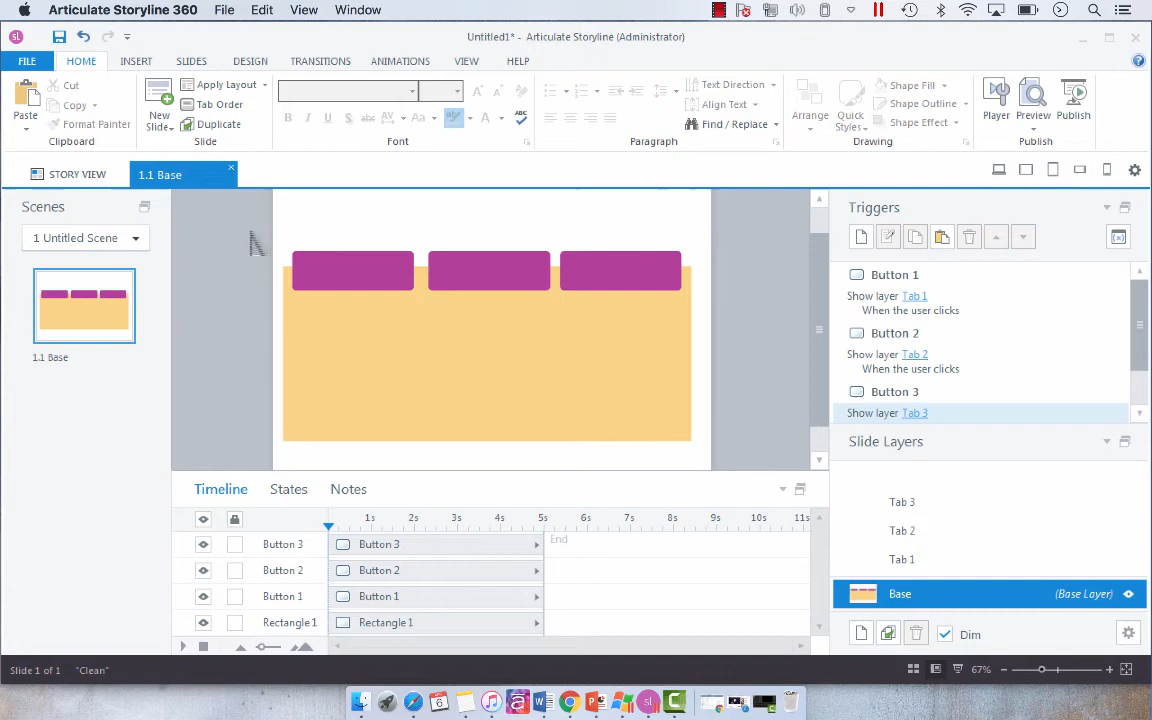 Articulate Storyline 360 File Edit View Window
sl Untitled1* - Articulate Storyline (Administrator)
FILE HOME INSERT SLIDES DESIGN TRANSITIONS ANIMATIONS VIEW HELP
Paste
Cut
Copy
Format Painter
Clipboard
New
Slide
Apply Layout
Tab Order
Duplicate
Slide
B I U S abc AV Aa A ABC
Font
Text Direction
Align Text
Find / Replace
Paragraph
Arrange
Quick
Styles
Shape Fill
Shape Outline
Shape Effect
Drawing
Player
Preview
Publish
Publish
STORY VIEW
1.1 Base
Scenes
1 Untitled Scene
1.1 Base
Triggers
Button 1
Show layer Tab 1
When the user clicks
Button 2
Show layer Tab 2
When the user clicks
Button 3
Show layer Tab 3
Slide Layers
Tab 3
Tab 2
Tab 1
Base (Base Layer)
Dim
Timeline States Notes
1s 2s 3s 4s 5s 6s 7s 8s 9s 10s 11s
Button 3 Button 3 End
Button 2 Button 2
Button 1 Button 1
Rectangle 1 Rectangle 1
Slide 1 of 1 "Clean" 67%
6